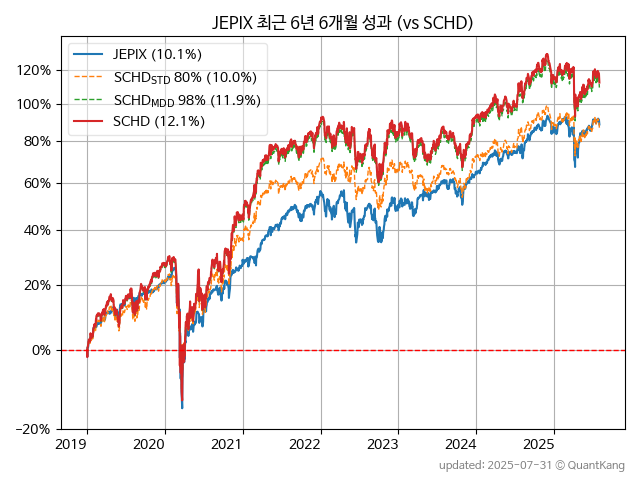 JEPIX 최근 6년 6개월 성과 (vs SCHD)
JEPIX (10.1%)
SCHD_STD 80% (10.0%)
SCHD_MDD 98% (11.9%)
SCHD (12.1%)
120%
100%
80%
60%
40%
20%
0%
−20%
2019 2020 2021 2022 2023 2024 2025
updated: 2025-07-31 © QuantKang